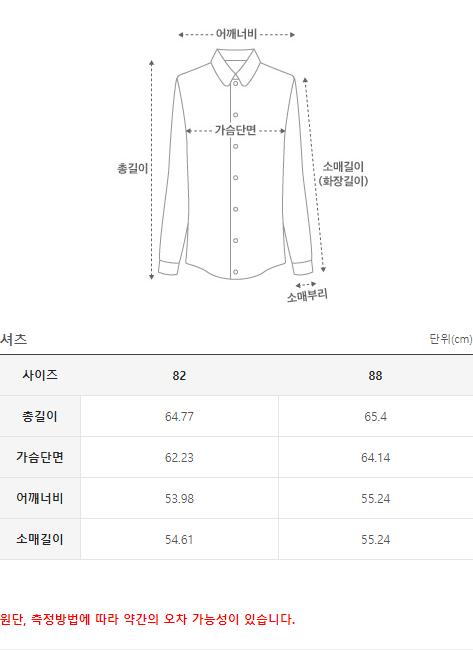 어깨너비
가슴단면
총길이
소매길이
(화장길이)
소매부리
셔츠 단위(cm)
사이즈 82 88
총길이 64.77 65.4
가슴단면 62.23 64.14
어깨너비 53.98 55.24
소매길이 54.61 55.24
원단, 측정방법에 따라 약간의 오차 가능성이 있습니다.